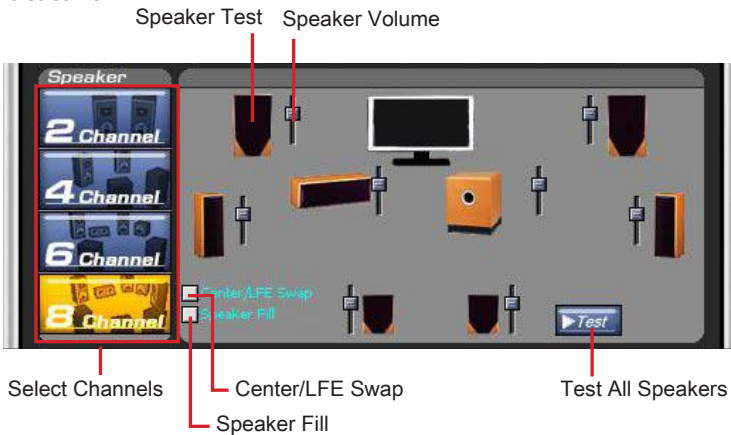 Speaker Test
Speaker Volume
Speaker
2 Channel
4 Channel
6 Channel
8 Channel
Center/LFE Swap
Speaker Fill
Test
Select Channels
Center/LFE Swap
Test All Speakers
Speaker Fill